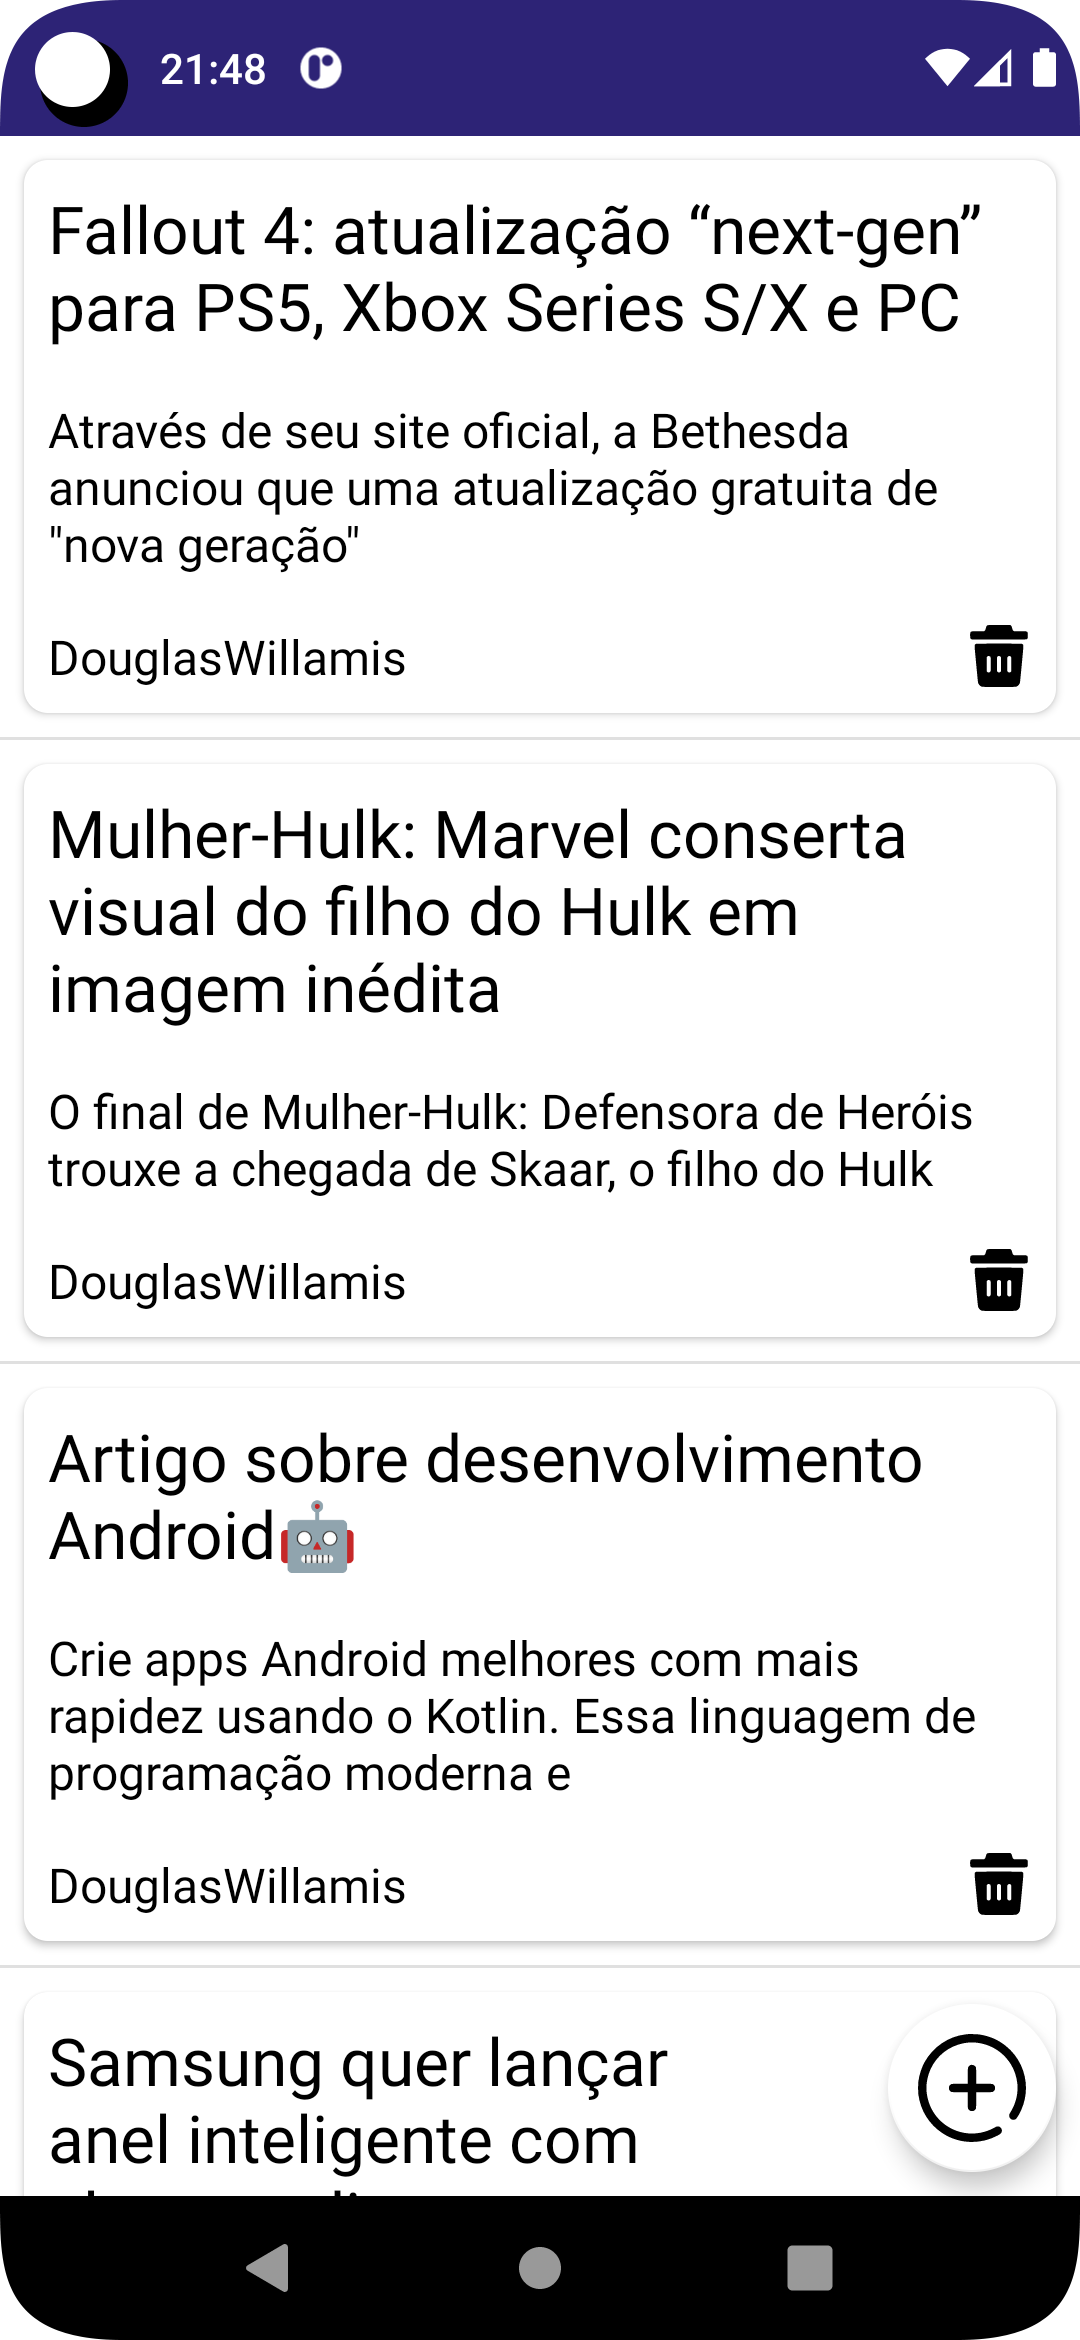 21:48
Fallout 4: atualização “next-gen”
para PS5, Xbox Series S/X e PC
Através de seu site oficial, a Bethesda
anunciou que uma atualização gratuita de
"nova geração"
DouglasWillamis
Mulher-Hulk: Marvel conserta
visual do filho do Hulk em
imagem inédita
O final de Mulher-Hulk: Defensora de Heróis
trouxe a chegada de Skaar, o filho do Hulk
DouglasWillamis
Artigo sobre desenvolvimento
Android🤖
Crie apps Android melhores com mais
rapidez usando o Kotlin. Essa linguagem de
programação moderna e
DouglasWillamis
Samsung quer lançar
anel inteligente com